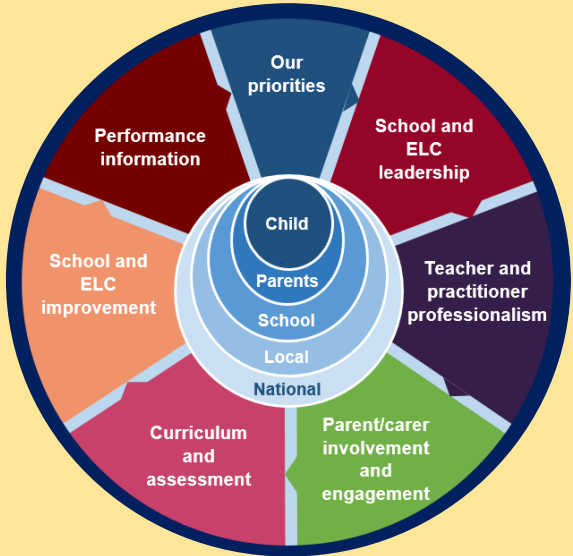 Our
priorities
School and
ELC
leadership
Teacher and
practitioner
professionalism
Parent/carer
involvement
and
engagement
Curriculum
and
assessment
School and
ELC
improvement
Performance
information
Child
Parents
School
Local
National